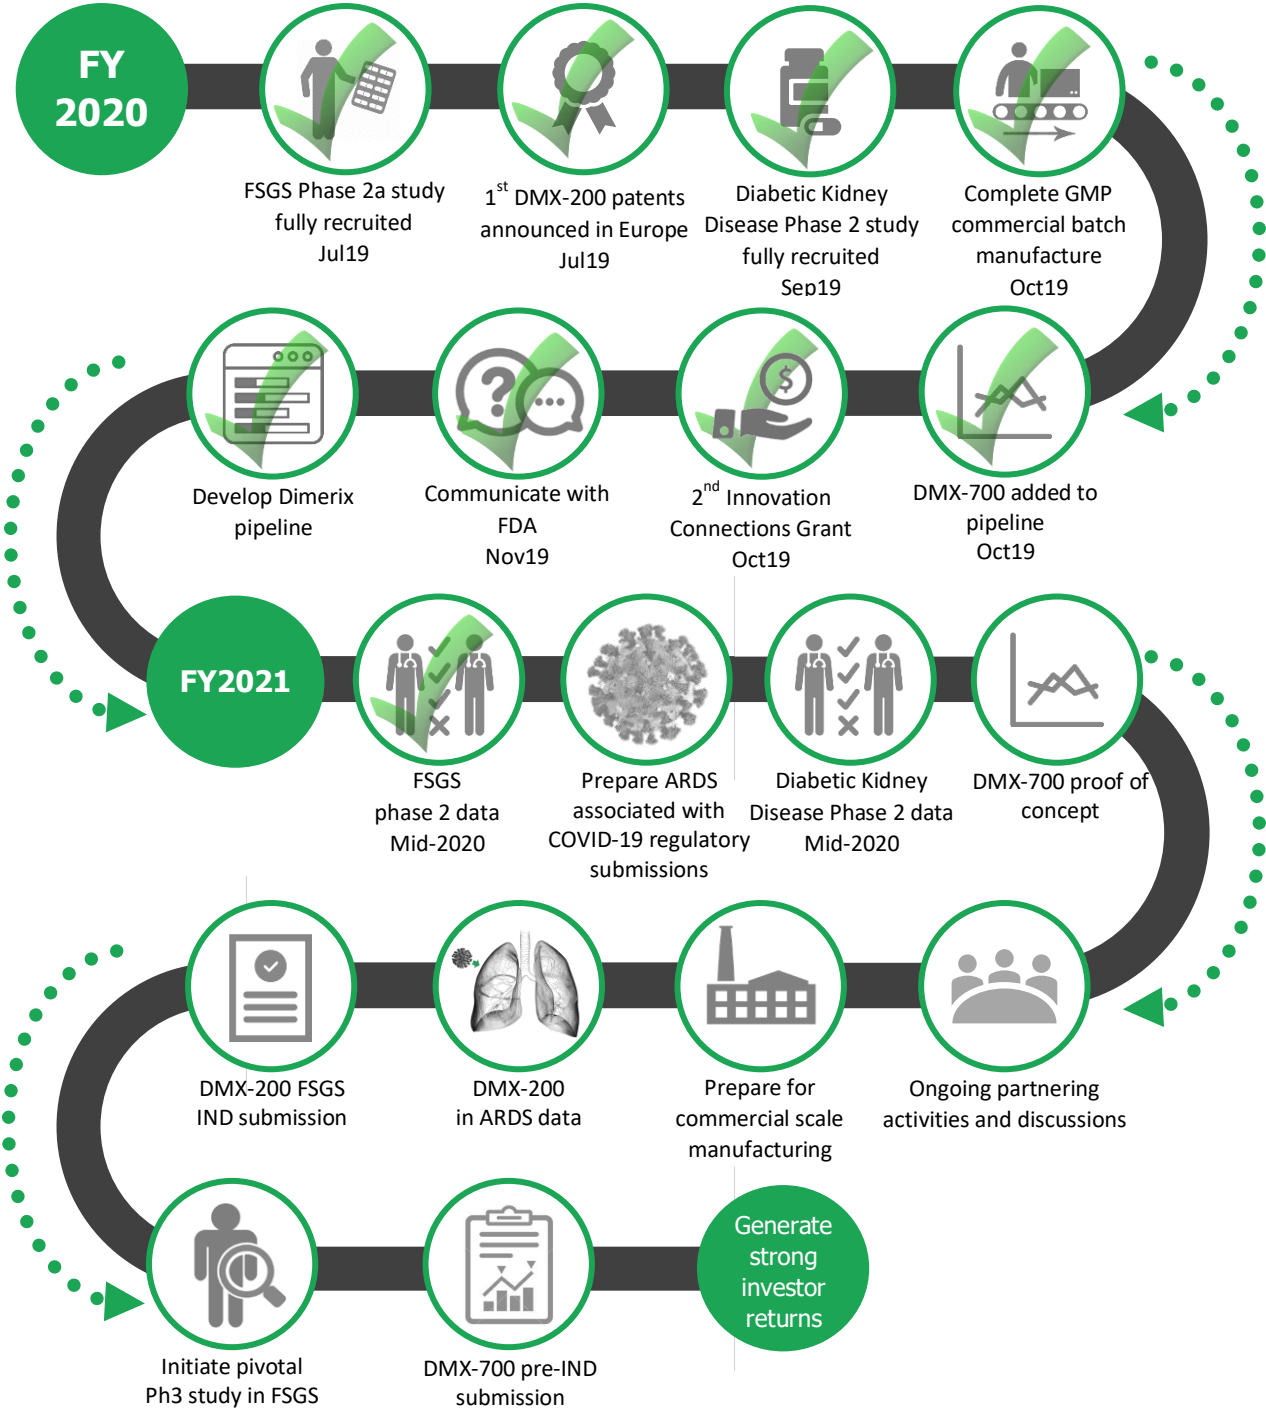 FY
2020
FSGS Phase 2a study
fully recruited
Jul19
1st DMX-200 patents
announced in Europe
Jul19
Diabetic Kidney
Disease Phase 2 study
fully recruited
Sep19
Complete GMP
commercial batch
manufacture
Oct19
DMX-700 added to
pipeline
Oct19
2nd Innovation
Connections Grant
Oct19
Communicate with
FDA
Nov19
Develop Dimerix
pipeline
FY2021
FSGS
phase 2 data
Mid-2020
Prepare ARDS
associated with
COVID-19 regulatory
submissions
Diabetic Kidney
Disease Phase 2 data
Mid-2020
DMX-700 proof of
concept
Ongoing partnering
activities and discussions
Prepare for
commercial scale
manufacturing
DMX-200
in ARDS data
DMX-200 FSGS
IND submission
Initiate pivotal
Ph3 study in FSGS
DMX-700 pre-IND
submission
Generate
strong
investor
returns